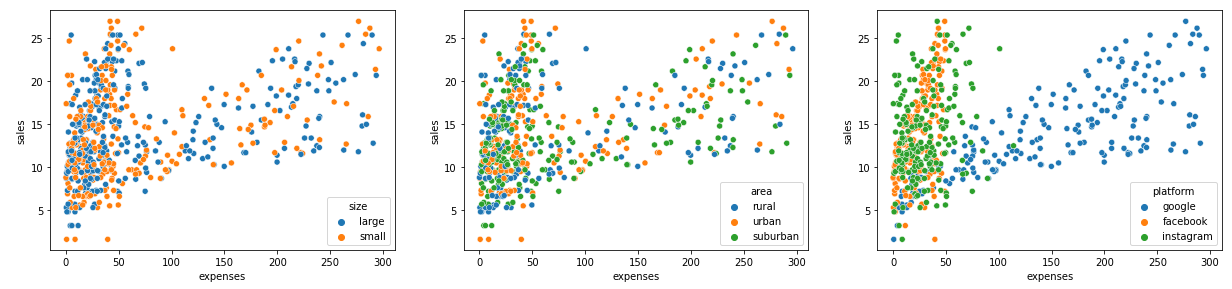 sales
25
20
15
10
5
0
50
100
150
200
250
300
expenses
size
large
small
sales
25
20
15
10
5
0
50
100
150
200
250
300
expenses
area
rural
urban
suburban
sales
25
20
15
10
5
0
50
100
150
200
250
300
expenses
platform
google
facebook
instagram